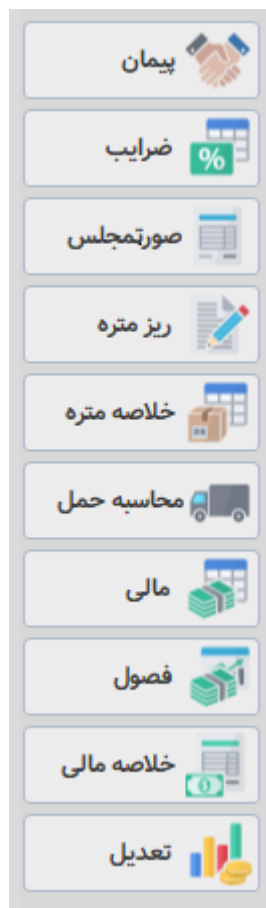 پیمان
ضرایب
صورتمجلس
ریز متره
خلاصه متره
محاسبه حمل
مالی
فصول
خلاصه مالی
تعدیل